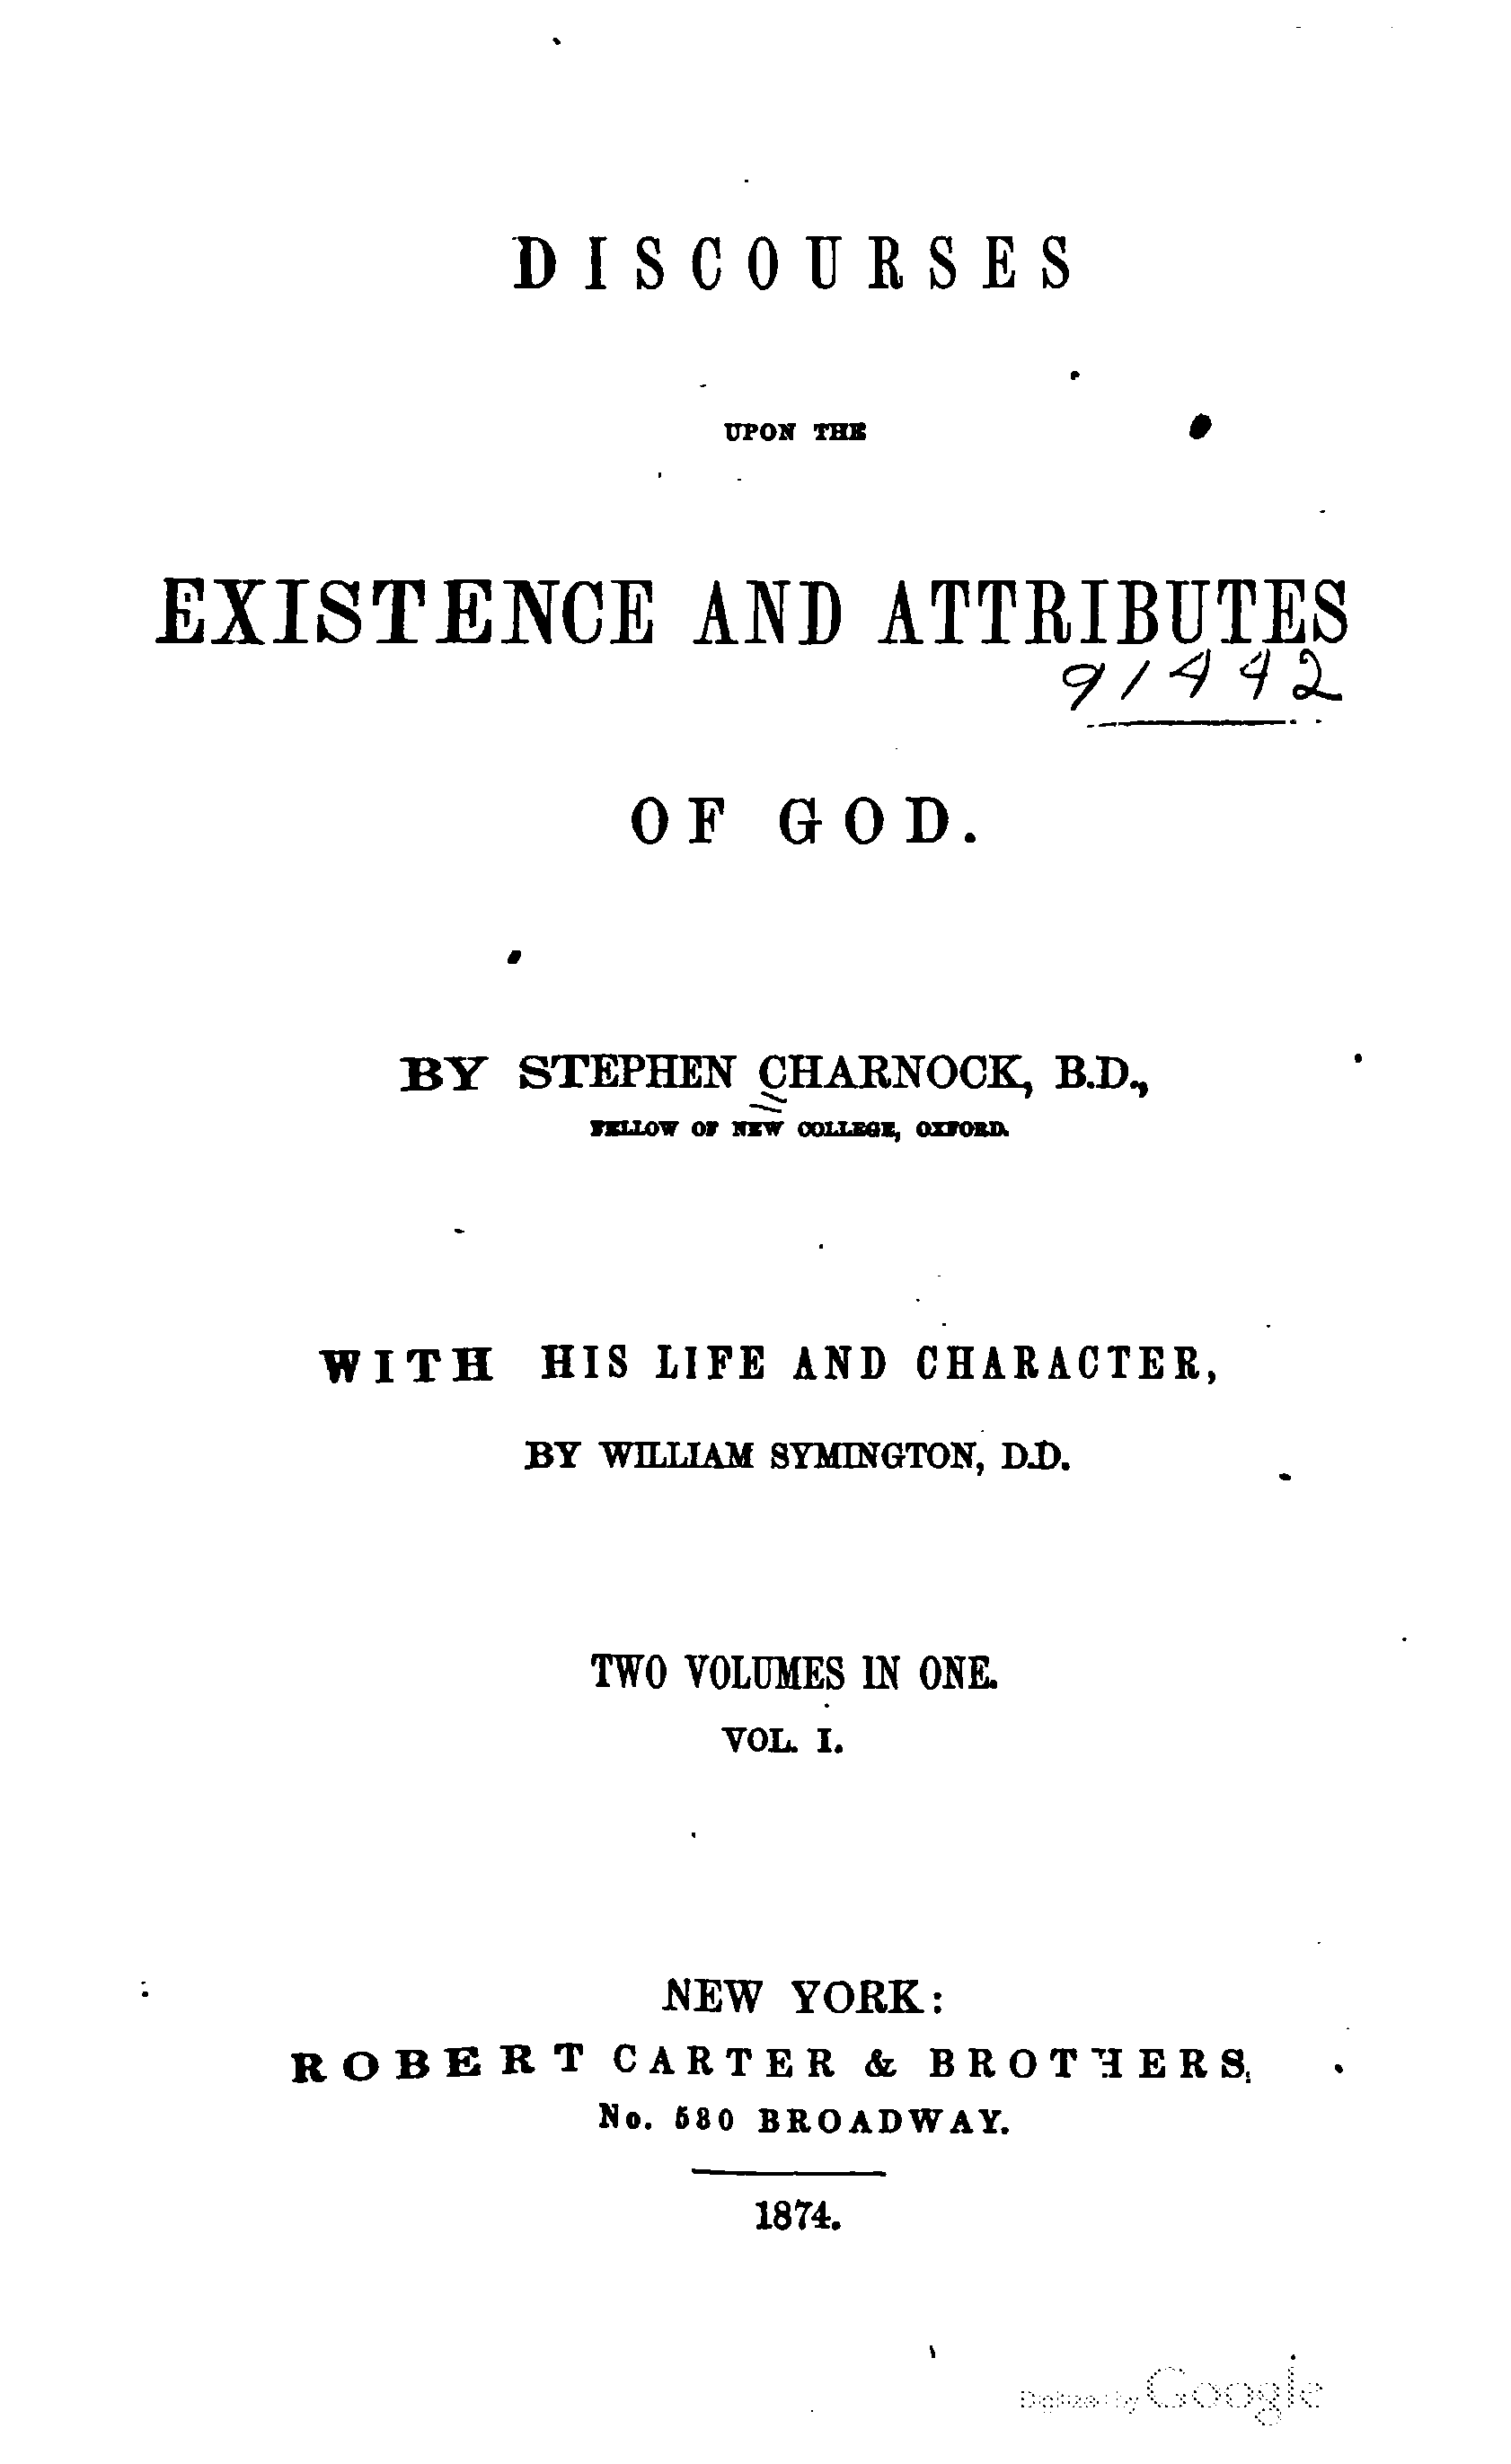 DISCOURSES
UPON THE
EXISTENCE AND ATTRIBUTES
91442
OF GOD.
BY STEPHEN CHARNOCK, B.D.,
FELLOW OF NEW COLLEGE, OXFORD.
WITH HIS LIFE AND CHARACTER,
BY WILLIAM SYMINGTON, D.D.
TWO VOLUMES IN ONE.
VOL. I.
NEW YORK:
ROBERT CARTER & BROTHERS,
No. 530 BROADWAY.
1874.
Digitized by Google